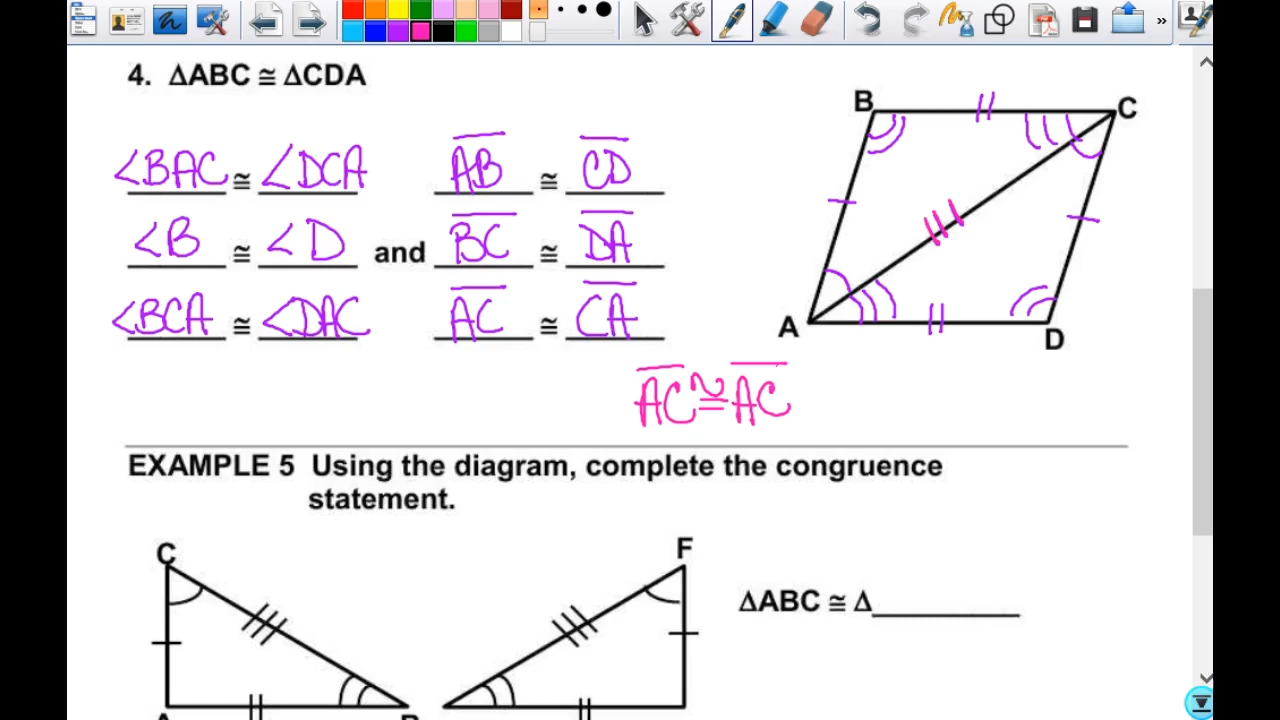 4. ΔABC ≅ ΔCDA
∠BAC ≅ ∠DCA AB ≅ CD
∠B ≅ ∠D and BC ≅ DA
∠BCA ≅ ∠DAC AC ≅ CA
AC ≅ AC
B
C
A
D
EXAMPLE 5 Using the diagram, complete the congruence
statement.
C
F
ΔABC ≅ Δ__________